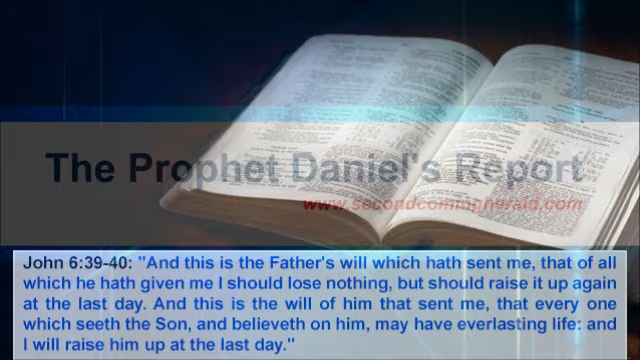 The Prophet Daniel's Report
www.secondcomingherald.com
John 6:39-40: "And this is the Father's will which hath sent me, that of all
which he hath given me I should lose nothing, but should raise it up again
at the last day. And this is the will of him that sent me, that every one
which seeth the Son, and believeth on him, may have everlasting life: and
I will raise him up at the last day."